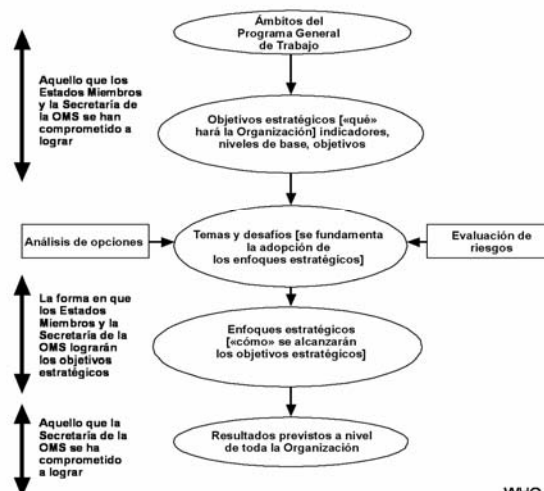 Ámbitos del
Programa General
de Trabajo
Aquello que los
Estados Miembros
y la Secretaría de
la OMS se han
comprometido a
lograr
Objetivos estratégicos [«qué»
hará la Organización] indicadores,
niveles de base, objetivos
Análisis de opciones
Temas y desafíos [se fundamenta
la adopción de
los enfoques estratégicos]
Evaluación de
riesgos
La forma en que
los Estados
Miembros y la
Secretaría de la
OMS lograrán
los objetivos
estratégicos
Enfoques estratégicos
[«cómo» se alcanzarán
los objetivos estratégicos]
Aquello que la
Secretaría de la
OMS se ha
comprometido
a lograr
Resultados previstos a nivel
de toda la Organización